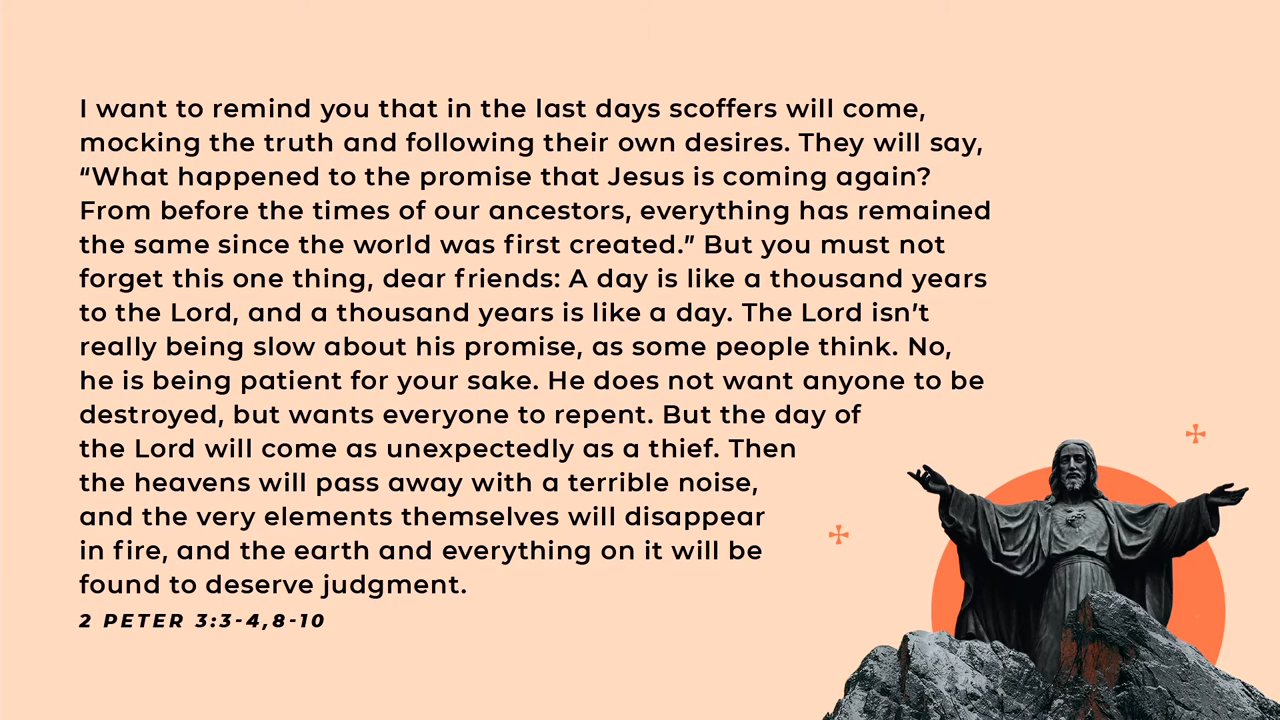 I want to remind you that in the last days scoffers will come,
mocking the truth and following their own desires. They will say,
“What happened to the promise that Jesus is coming again?
From before the times of our ancestors, everything has remained
the same since the world was first created.” But you must not
forget this one thing, dear friends: A day is like a thousand years
to the Lord, and a thousand years is like a day. The Lord isn’t
really being slow about his promise, as some people think. No,
he is being patient for your sake. He does not want anyone to be
destroyed, but wants everyone to repent. But the day of
the Lord will come as unexpectedly as a thief. Then
the heavens will pass away with a terrible noise,
and the very elements themselves will disappear
in fire, and the earth and everything on it will be
found to deserve judgment.
2 PETER 3:3-4,8-10